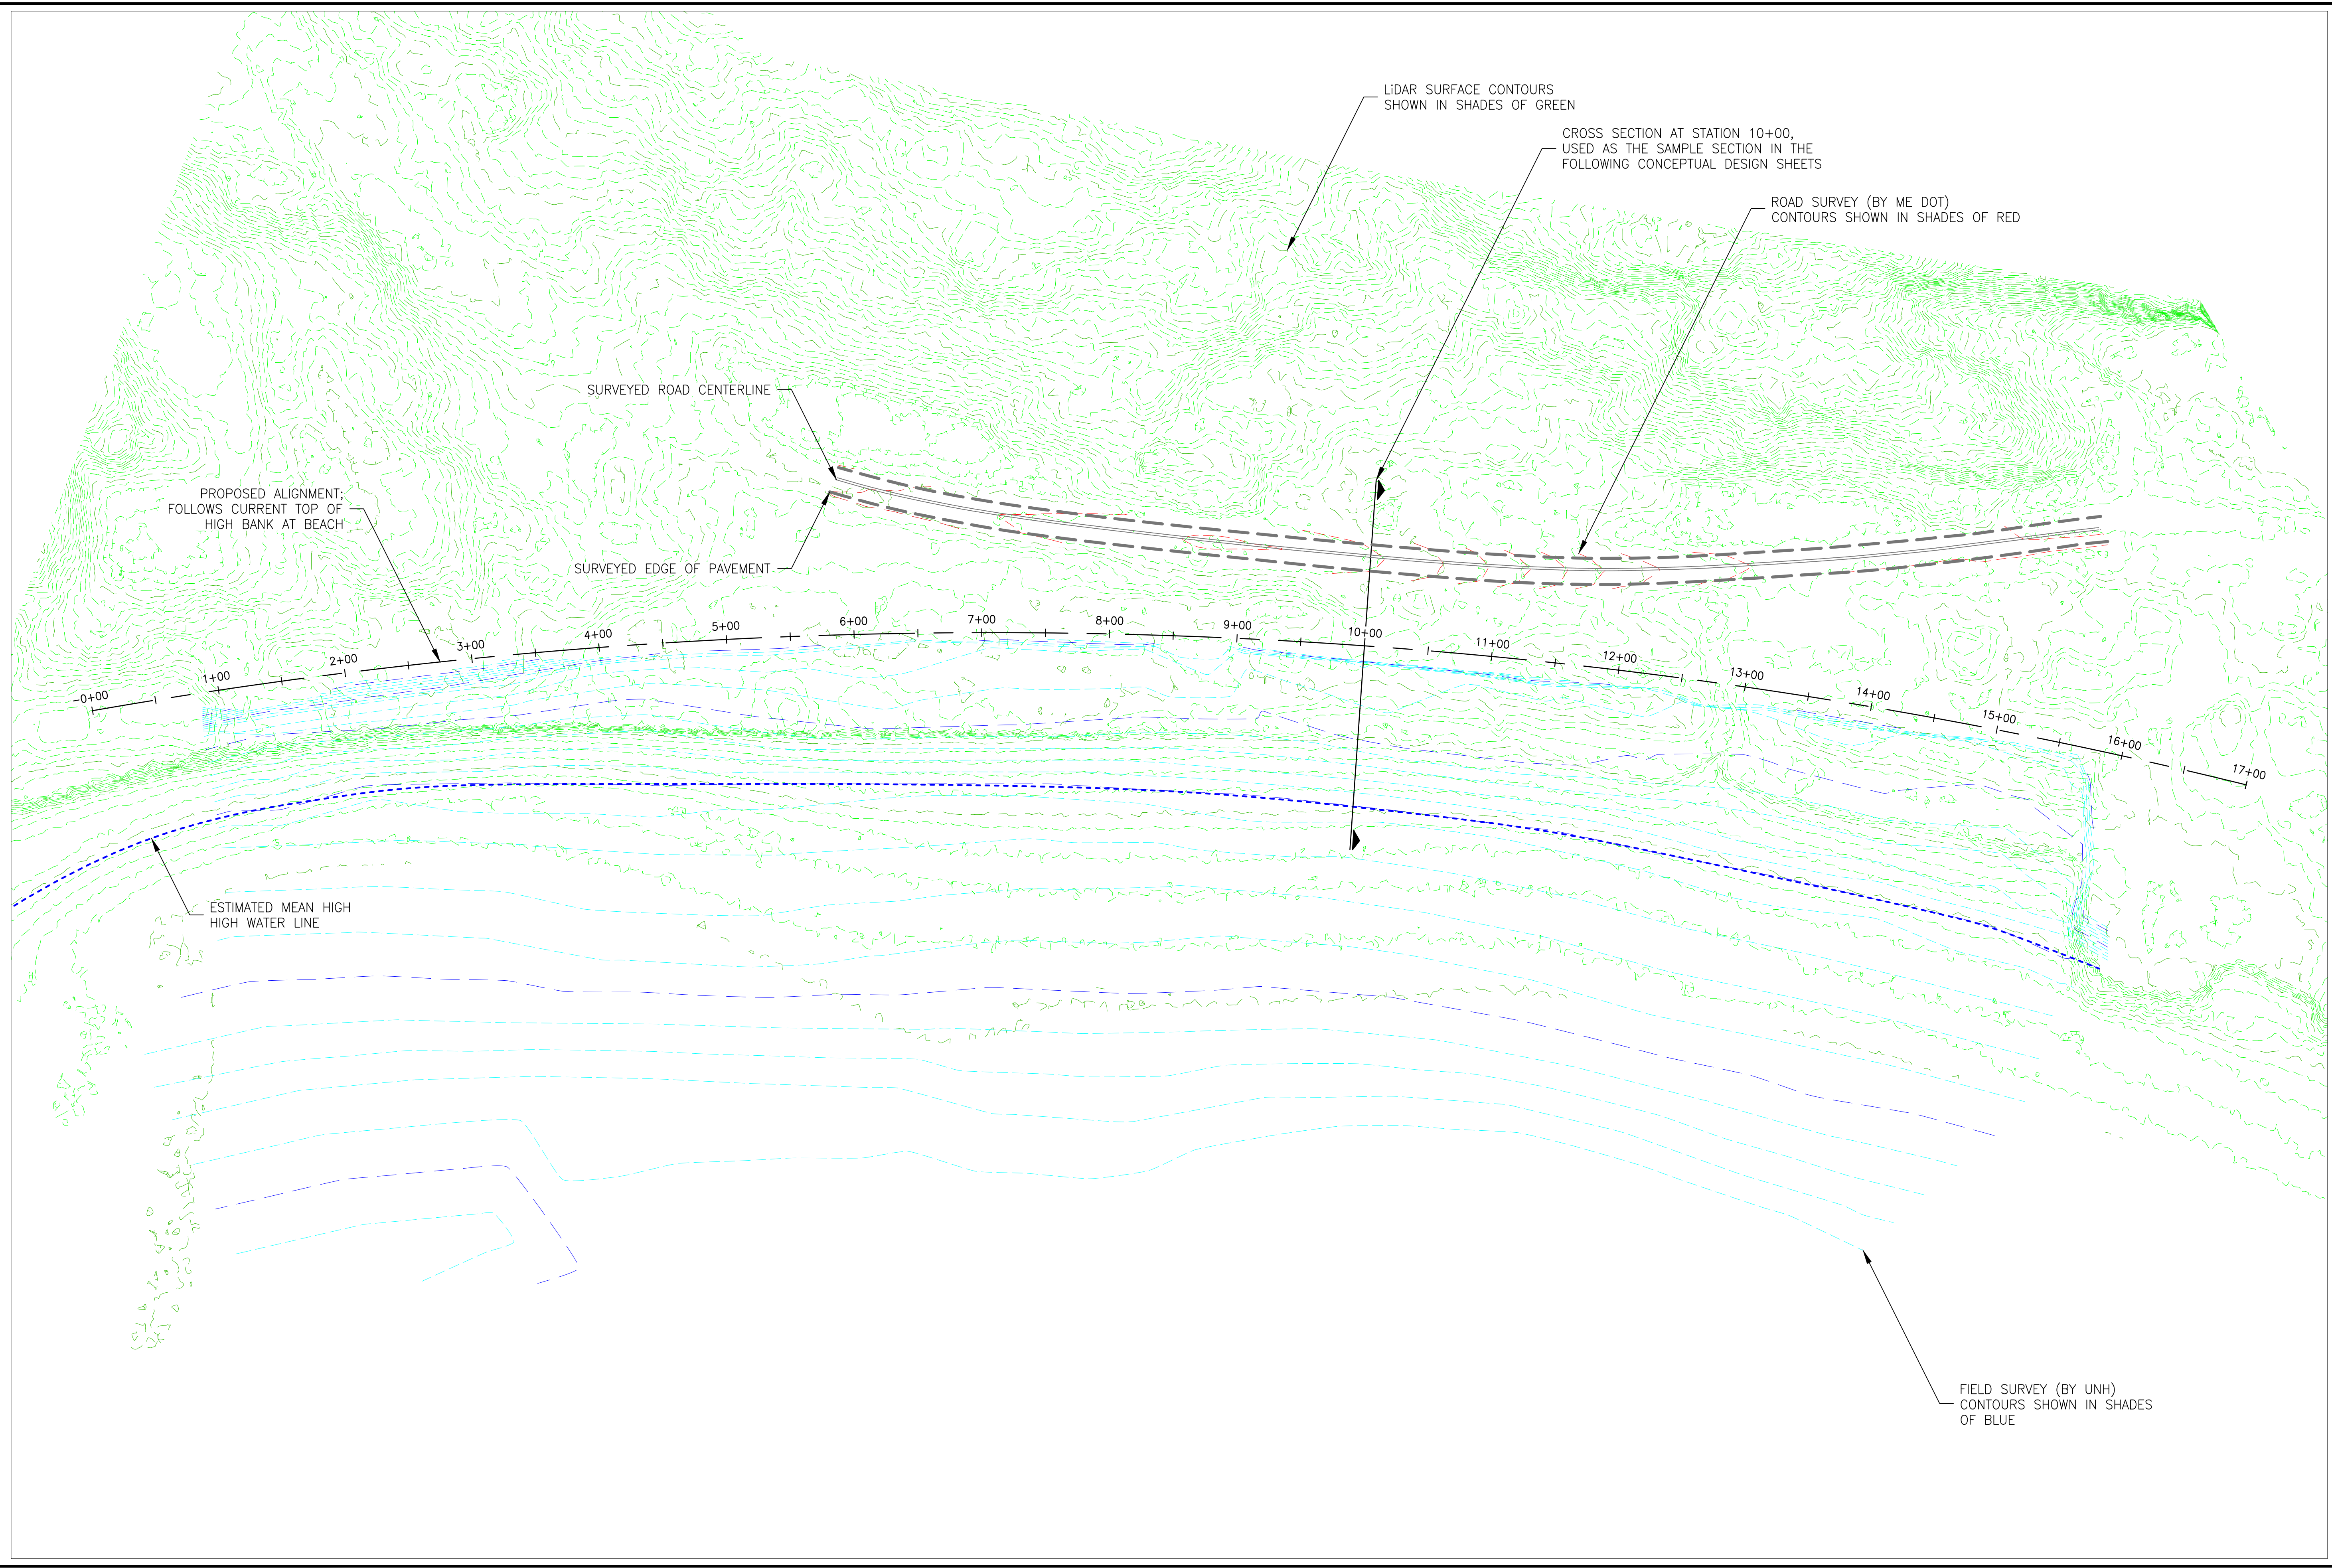 LiDAR SURFACE CONTOURS
SHOWN IN SHADES OF GREEN
CROSS SECTION AT STATION 10+00,
USED AS THE SAMPLE SECTION IN THE
FOLLOWING CONCEPTUAL DESIGN SHEETS
ROAD SURVEY (BY ME DOT)
CONTOURS SHOWN IN SHADES OF RED
SURVEYED ROAD CENTERLINE
PROPOSED ALIGNMENT;
FOLLOWS CURRENT TOP OF
HIGH BANK AT BEACH
SURVEYED EDGE OF PAVEMENT
-0+00
1+00
2+00
3+00
4+00
5+00
6+00
7+00
8+00
9+00
10+00
11+00
12+00
13+00
14+00
15+00
16+00
17+00
ESTIMATED MEAN HIGH
HIGH WATER LINE
FIELD SURVEY (BY UNH)
CONTOURS SHOWN IN SHADES
OF BLUE